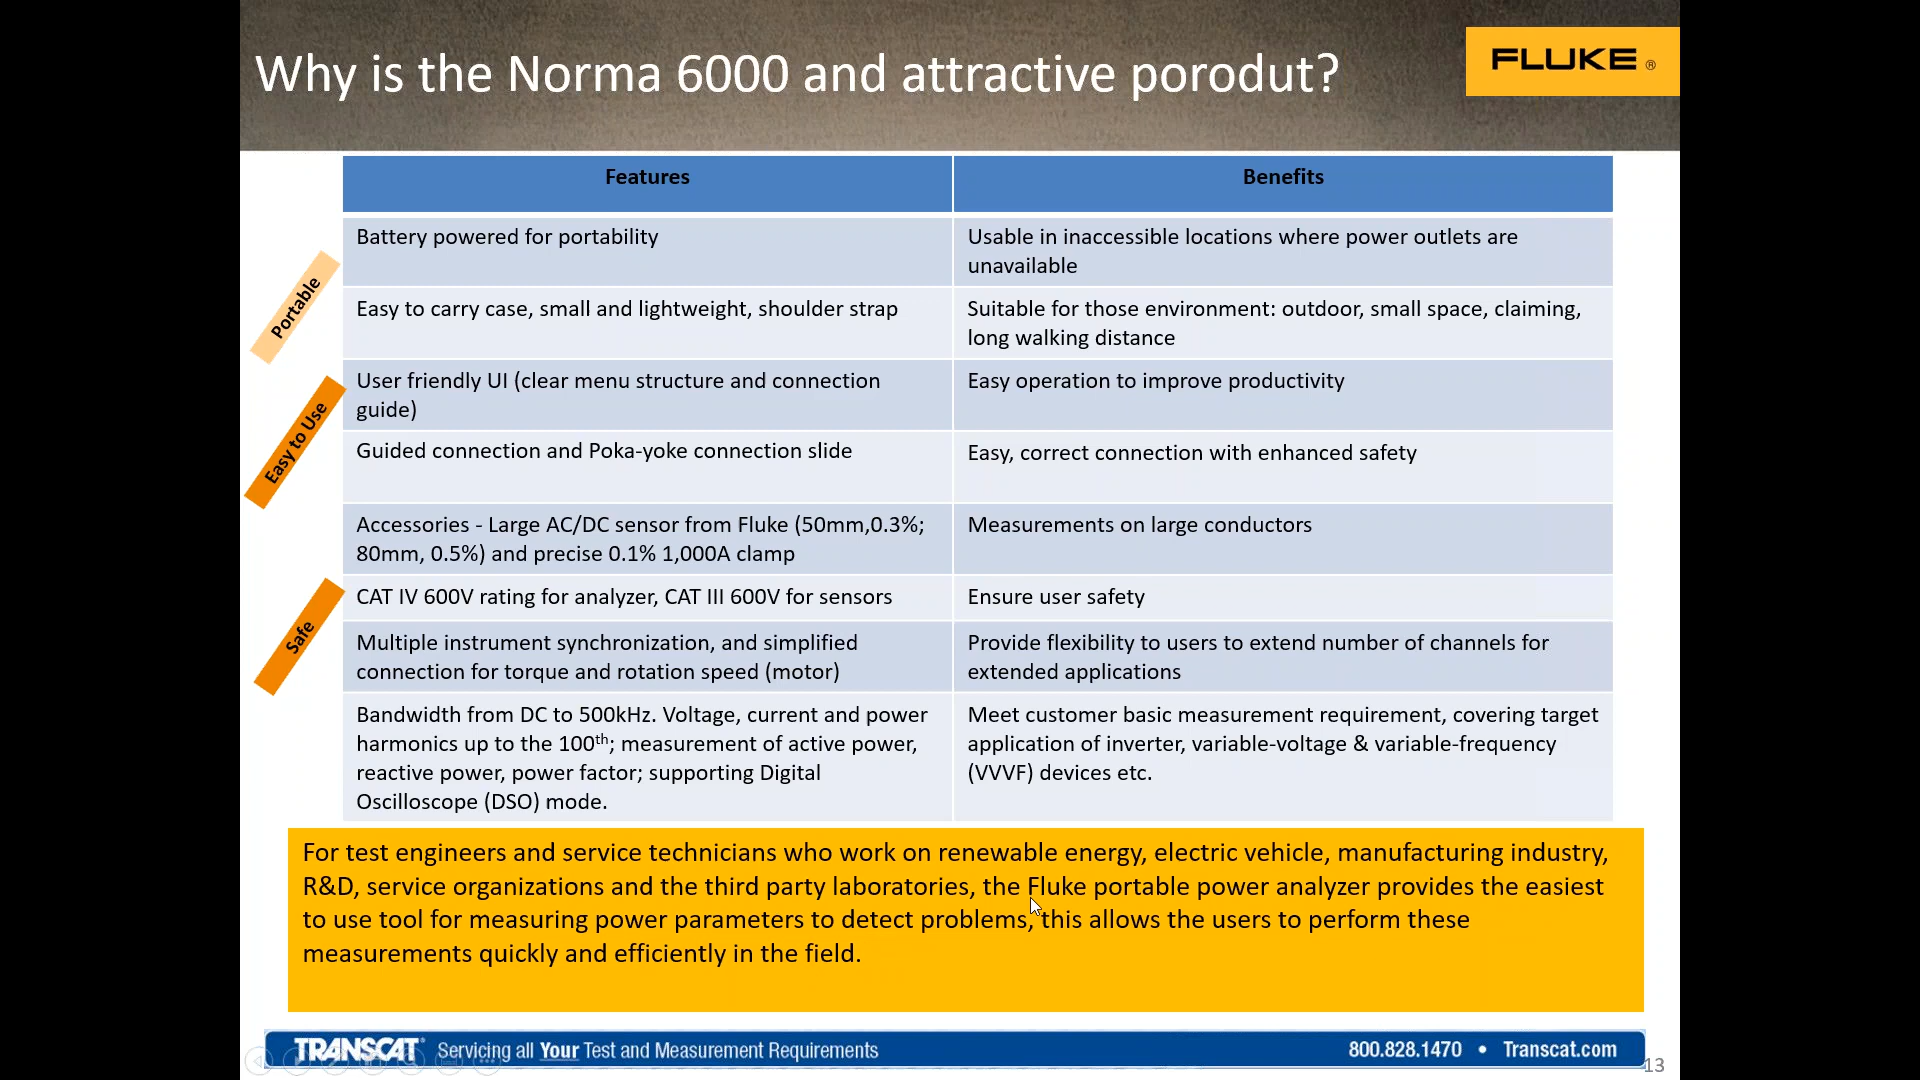 Why is the Norma 6000 and attractive porodut?
FLUKE ®
Features
Benefits
Battery powered for portability
Usable in inaccessible locations where power outlets are
unavailable
Portable
Easy to carry case, small and lightweight, shoulder strap
Suitable for those environment: outdoor, small space, claiming,
long walking distance
User friendly UI (clear menu structure and connection
guide)
Easy operation to improve productivity
Easy to Use
Guided connection and Poka-yoke connection slide
Easy, correct connection with enhanced safety
Accessories - Large AC/DC sensor from Fluke (50mm,0.3%;
80mm, 0.5%) and precise 0.1% 1,000A clamp
Measurements on large conductors
CAT IV 600V rating for analyzer, CAT III 600V for sensors
Ensure user safety
Safe
Multiple instrument synchronization, and simplified
connection for torque and rotation speed (motor)
Provide flexibility to users to extend number of channels for
extended applications
Bandwidth from DC to 500kHz. Voltage, current and power
harmonics up to the 100th; measurement of active power,
reactive power, power factor; supporting Digital
Oscilloscope (DSO) mode.
Meet customer basic measurement requirement, covering target
application of inverter, variable-voltage & variable-frequency
(VVVF) devices etc.
For test engineers and service technicians who work on renewable energy, electric vehicle, manufacturing industry,
R&D, service organizations and the third party laboratories, the Fluke portable power analyzer provides the easiest
to use tool for measuring power parameters to detect problems, this allows the users to perform these
measurements quickly and efficiently in the field.
TRANSCAT® Servicing all Your Test and Measurement Requirements
800.828.1470 • Transcat.com
13